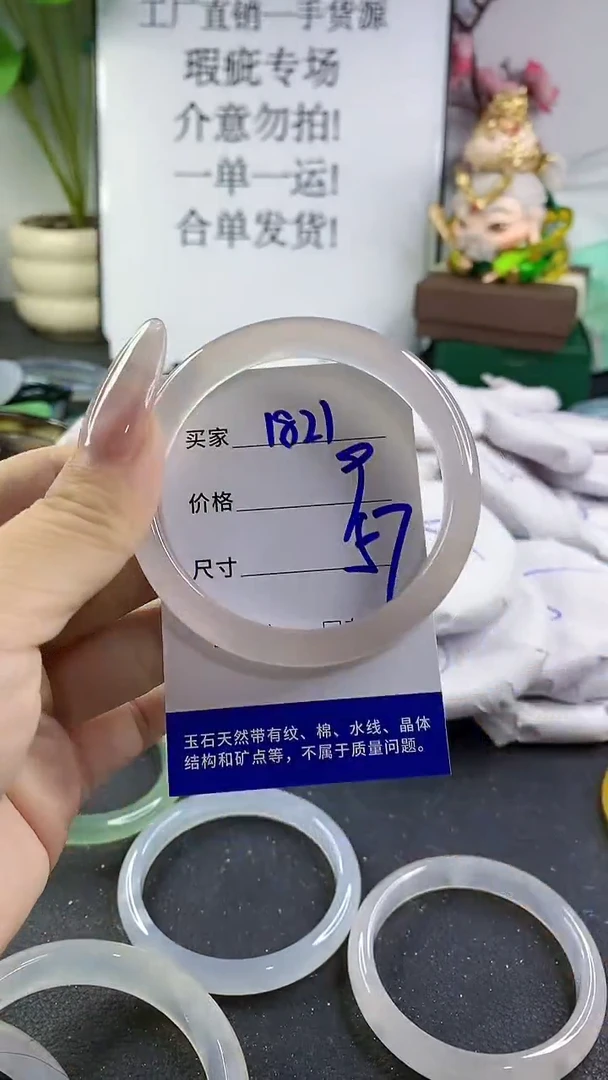 工厂直销一手货源
瑕疵专场
介意勿拍!
一单一运!
合单发货!
买家 1821
价格
尺寸 57
玉石天然带有纹、棉、水线、晶体
结构和矿点等，不属于质量问题。